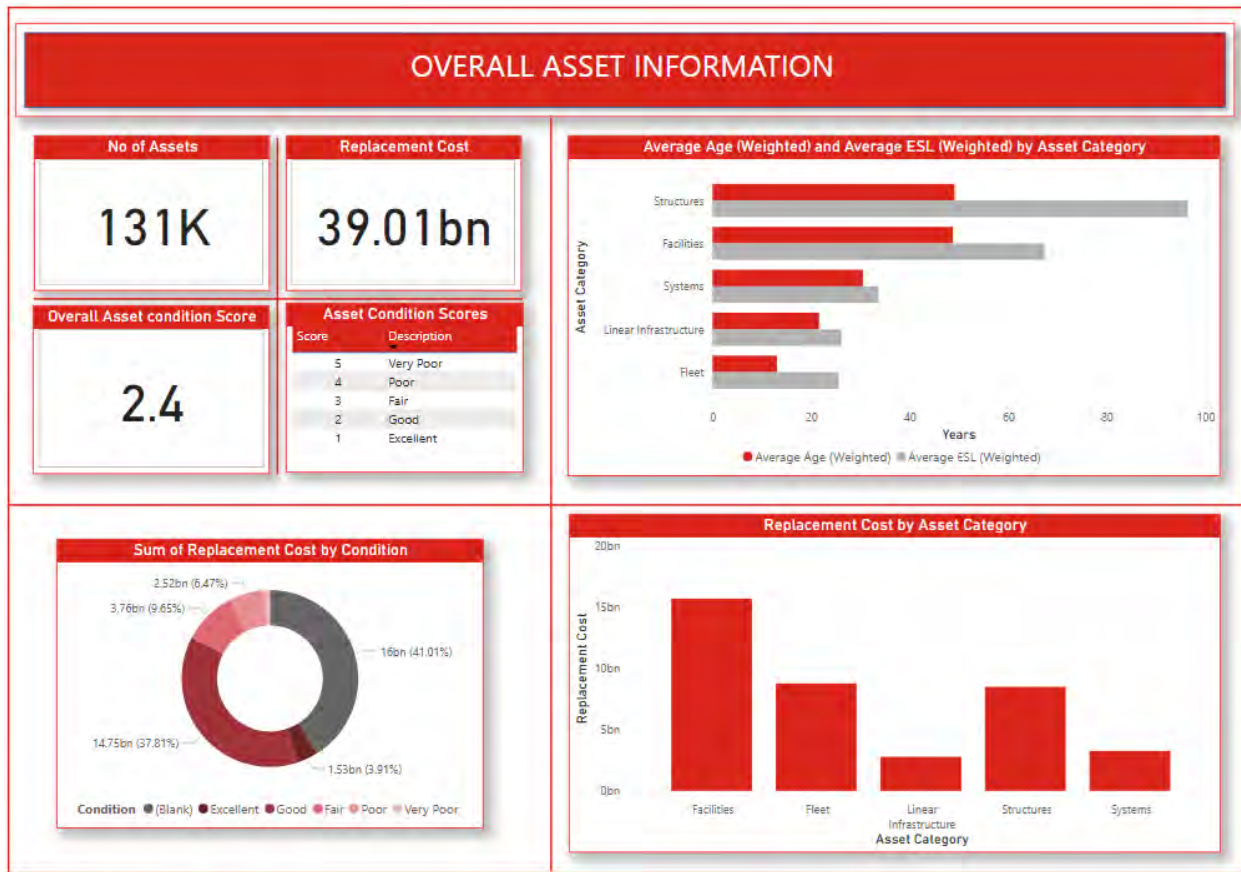 OVERALL ASSET INFORMATION
No of Assets
131K
Replacement Cost
39.01bn
Overall Asset condition Score
2.4
Asset Condition Scores
Score Description
5 Very Poor
4 Poor
3 Fair
2 Good
1 Excellent
Average Age (Weighted) and Average ESL (Weighted) by Asset Category
Asset Category
Structures
Facilities
Systems
Linear Infrastructure
Fleet
0 20 40 60 80 100
Years
Average Age (Weighted) Average ESL (Weighted)
Sum of Replacement Cost by Condition
2.52bn (6.47%)
3.76bn (9.65%)
16bn (41.01%)
14.75bn (37.81%)
1.53bn (3.91%)
Condition (Blank) Excellent Good Fair Poor Very Poor
Replacement Cost by Asset Category
Replacement Cost
20bn
15bn
10bn
5bn
0bn
Facilities Fleet Linear Structures Systems
Infrastructure
Asset Category